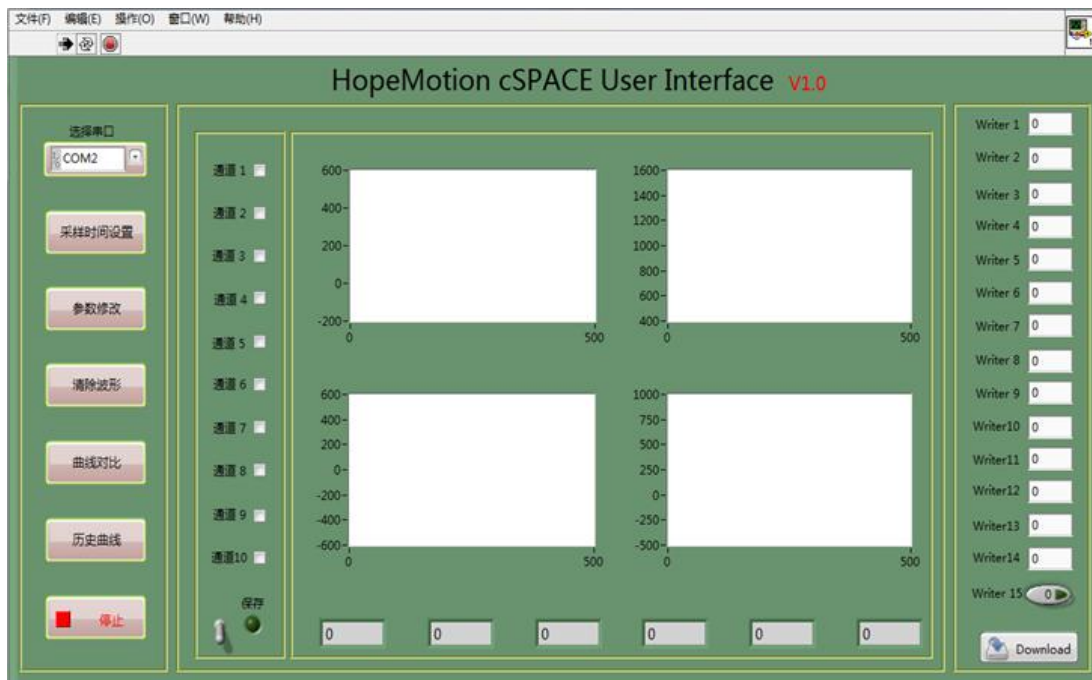 文件(F) 编辑(E) 操作(O) 窗口(W) 帮助(H)
HopeMotion cSPACE User Interface V1.0
选择串口
COM2
采样时间设置
参数修改
清除波形
曲线对比
历史曲线
停止
通道 1
通道 2
通道 3
通道 4
通道 5
通道 6
通道 7
通道 8
通道 9
通道10
保存
600
400
200
0
-200
0 500
1600
1400
1200
1000
800
600
400
0 500
600
400
200
0
-200
-400
-600
0 500
1000
750
500
250
0
-250
-500
0 500
0 0 0 0 0 0
Writer 1 0
Writer 2 0
Writer 3 0
Writer 4 0
Writer 5 0
Writer 6 0
Writer 7 0
Writer 8 0
Writer 9 0
Writer10 0
Writer11 0
Writer12 0
Writer13 0
Writer14 0
Writer 15 0
Download